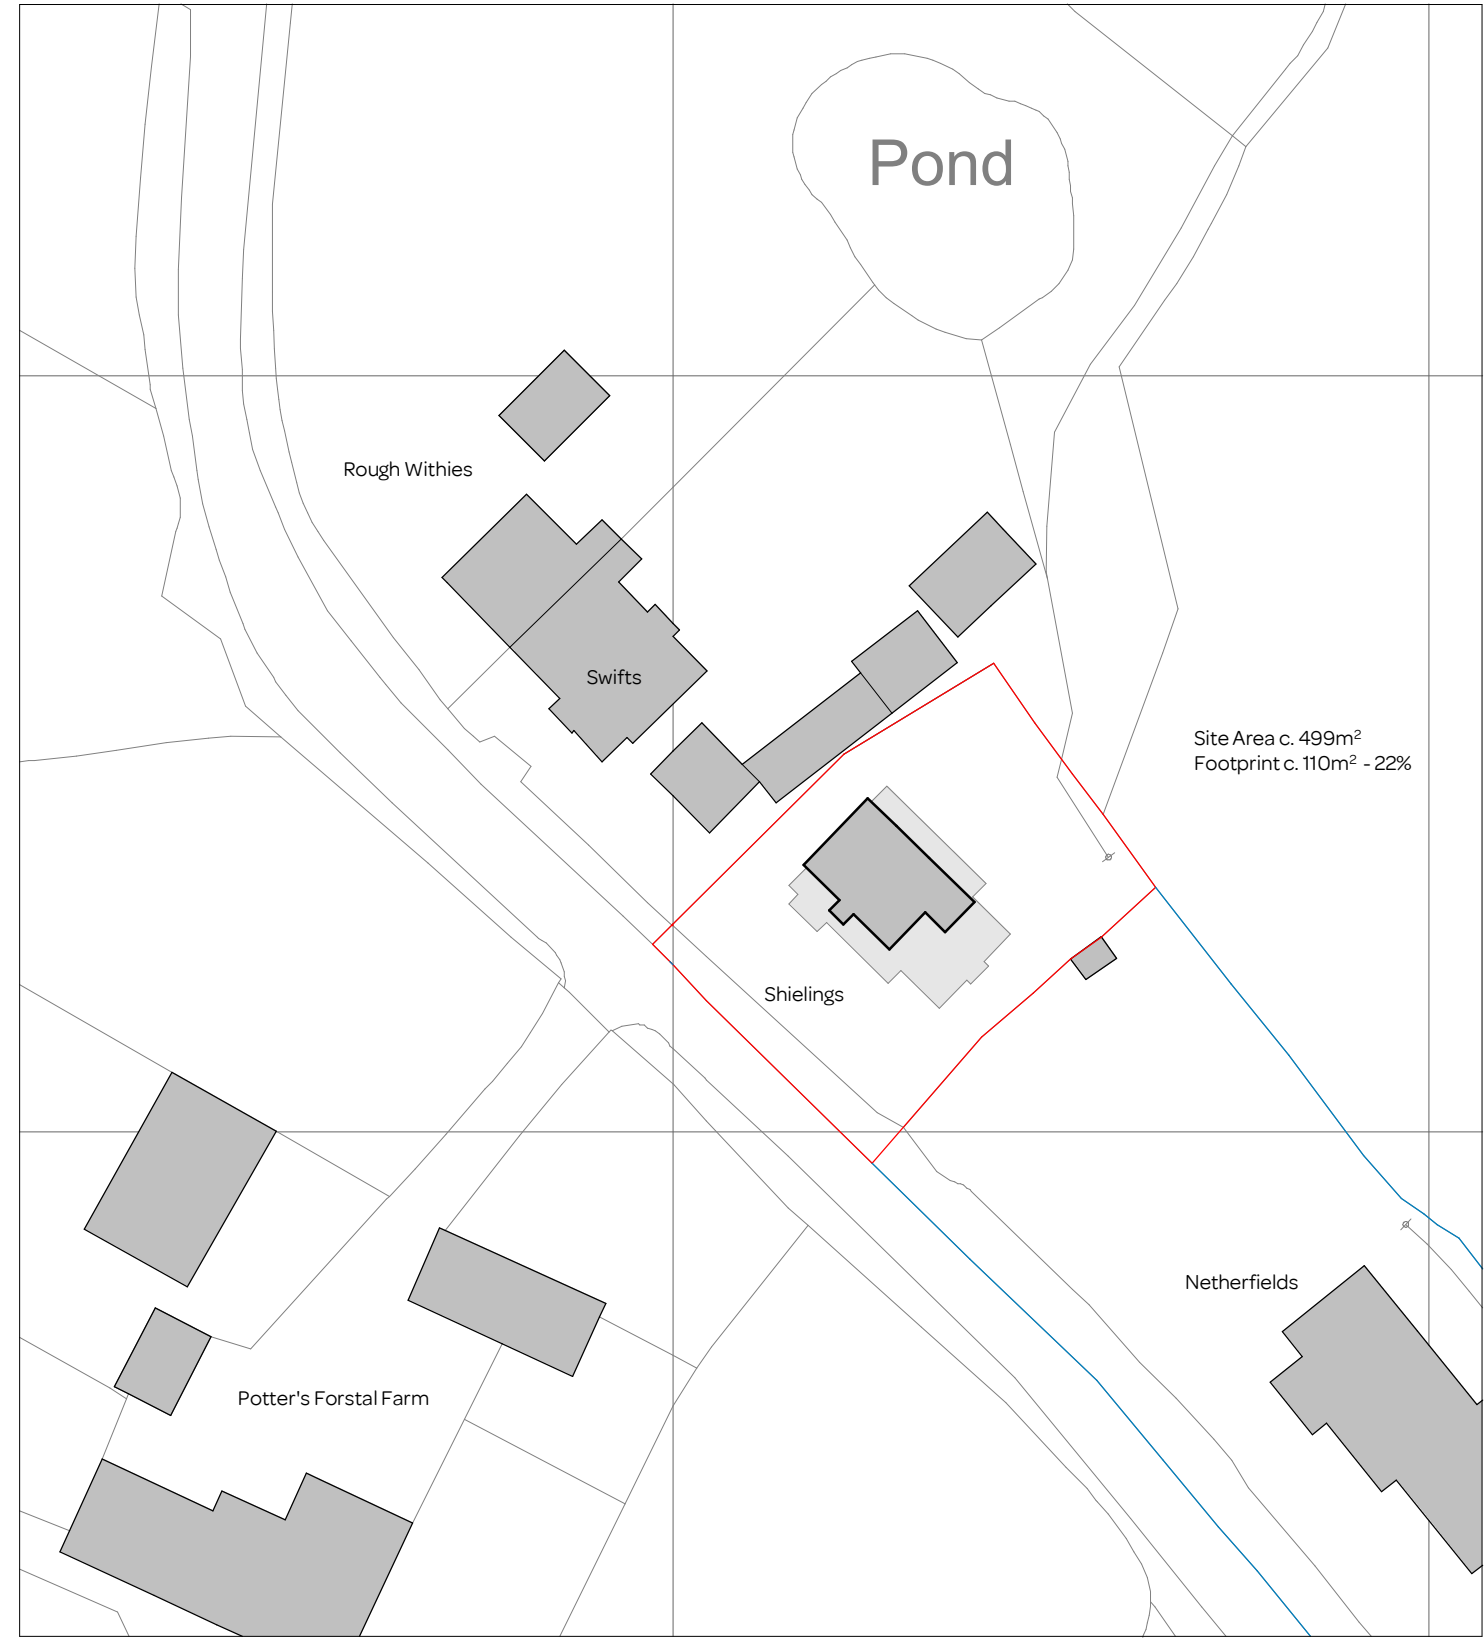 Pond
Rough Withies
Swifts
Site Area c. 499m²
Footprint c. 110m² - 22%
Shielings
Netherfields
Potter's Forstal Farm